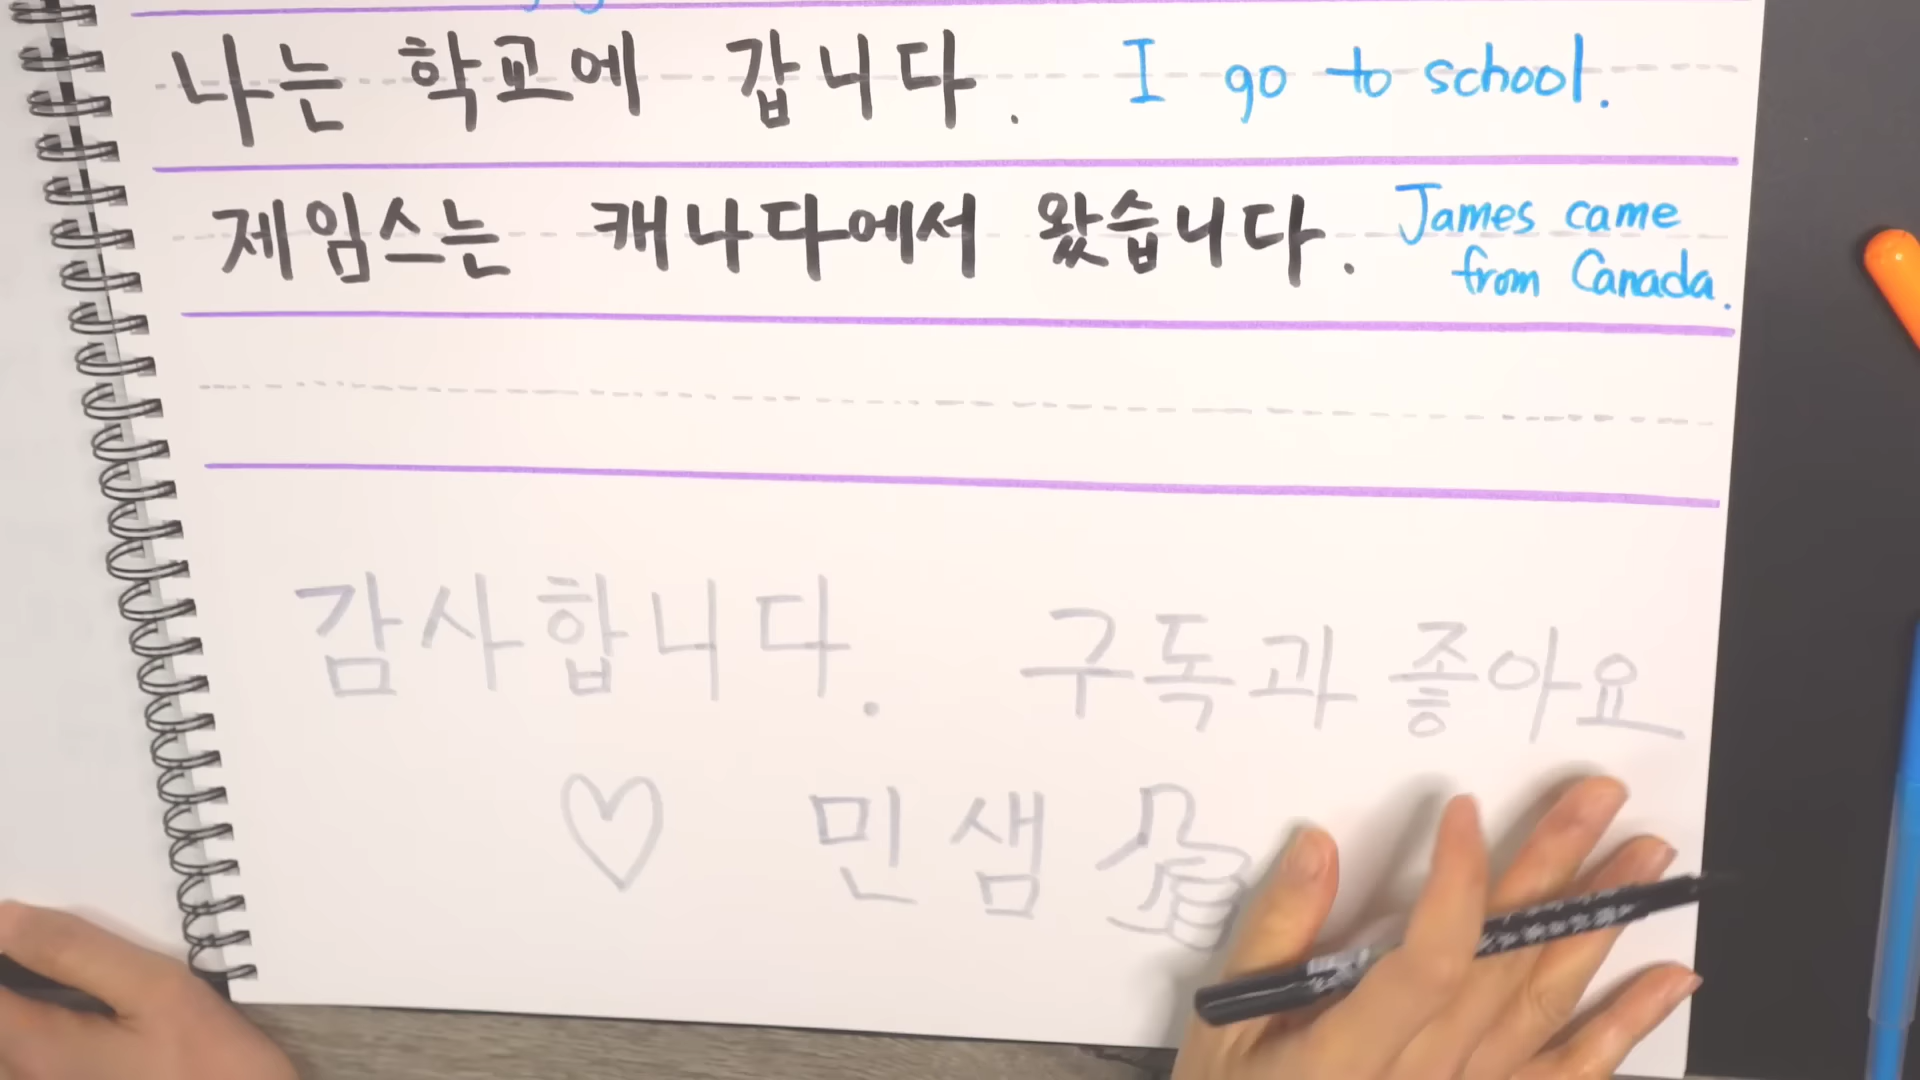 나는 학교에 갑니다. I go to school.
제임스는 캐나다에서 왔습니다. James came
from Canada.
감사합니다. 구독과 좋아요
민샘